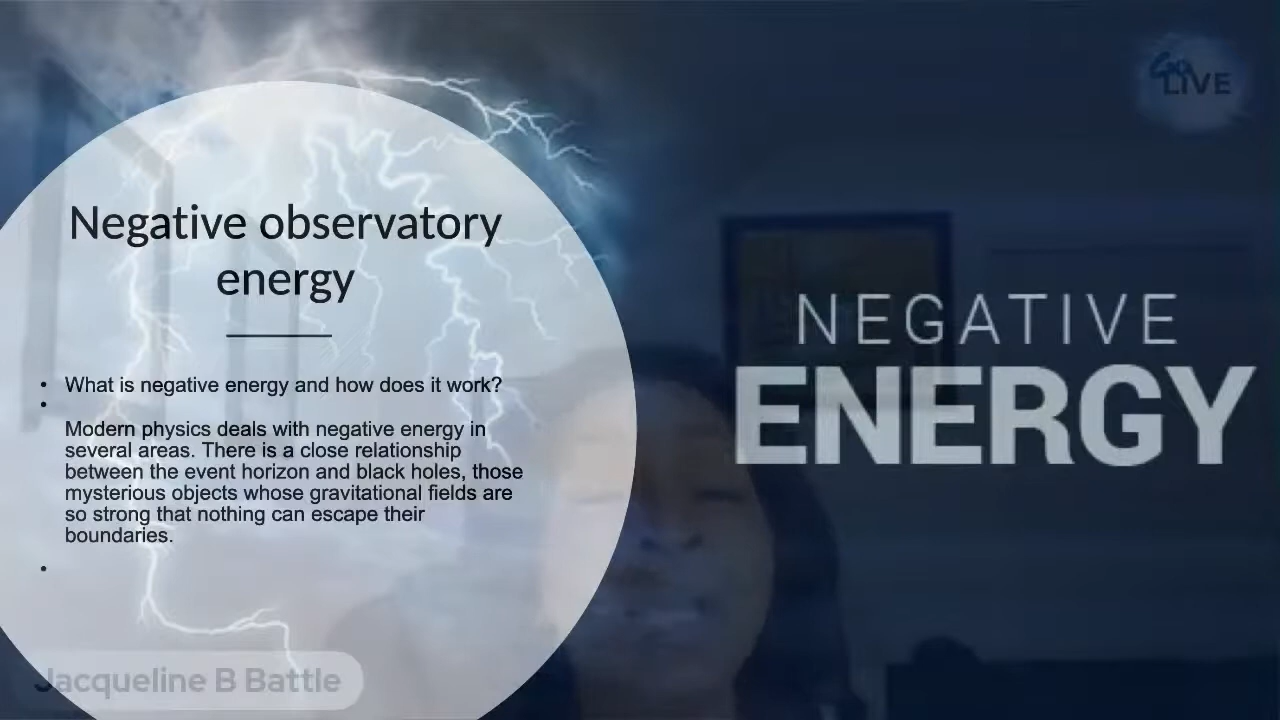 Go
LIVE
Negative observatory
energy
• What is negative energy and how does it work?
•
Modern physics deals with negative energy in
several areas. There is a close relationship
between the event horizon and black holes, those
mysterious objects whose gravitational fields are
so strong that nothing can escape their
boundaries.
•
NEGATIVE
ENERGY
Jacqueline B Battle